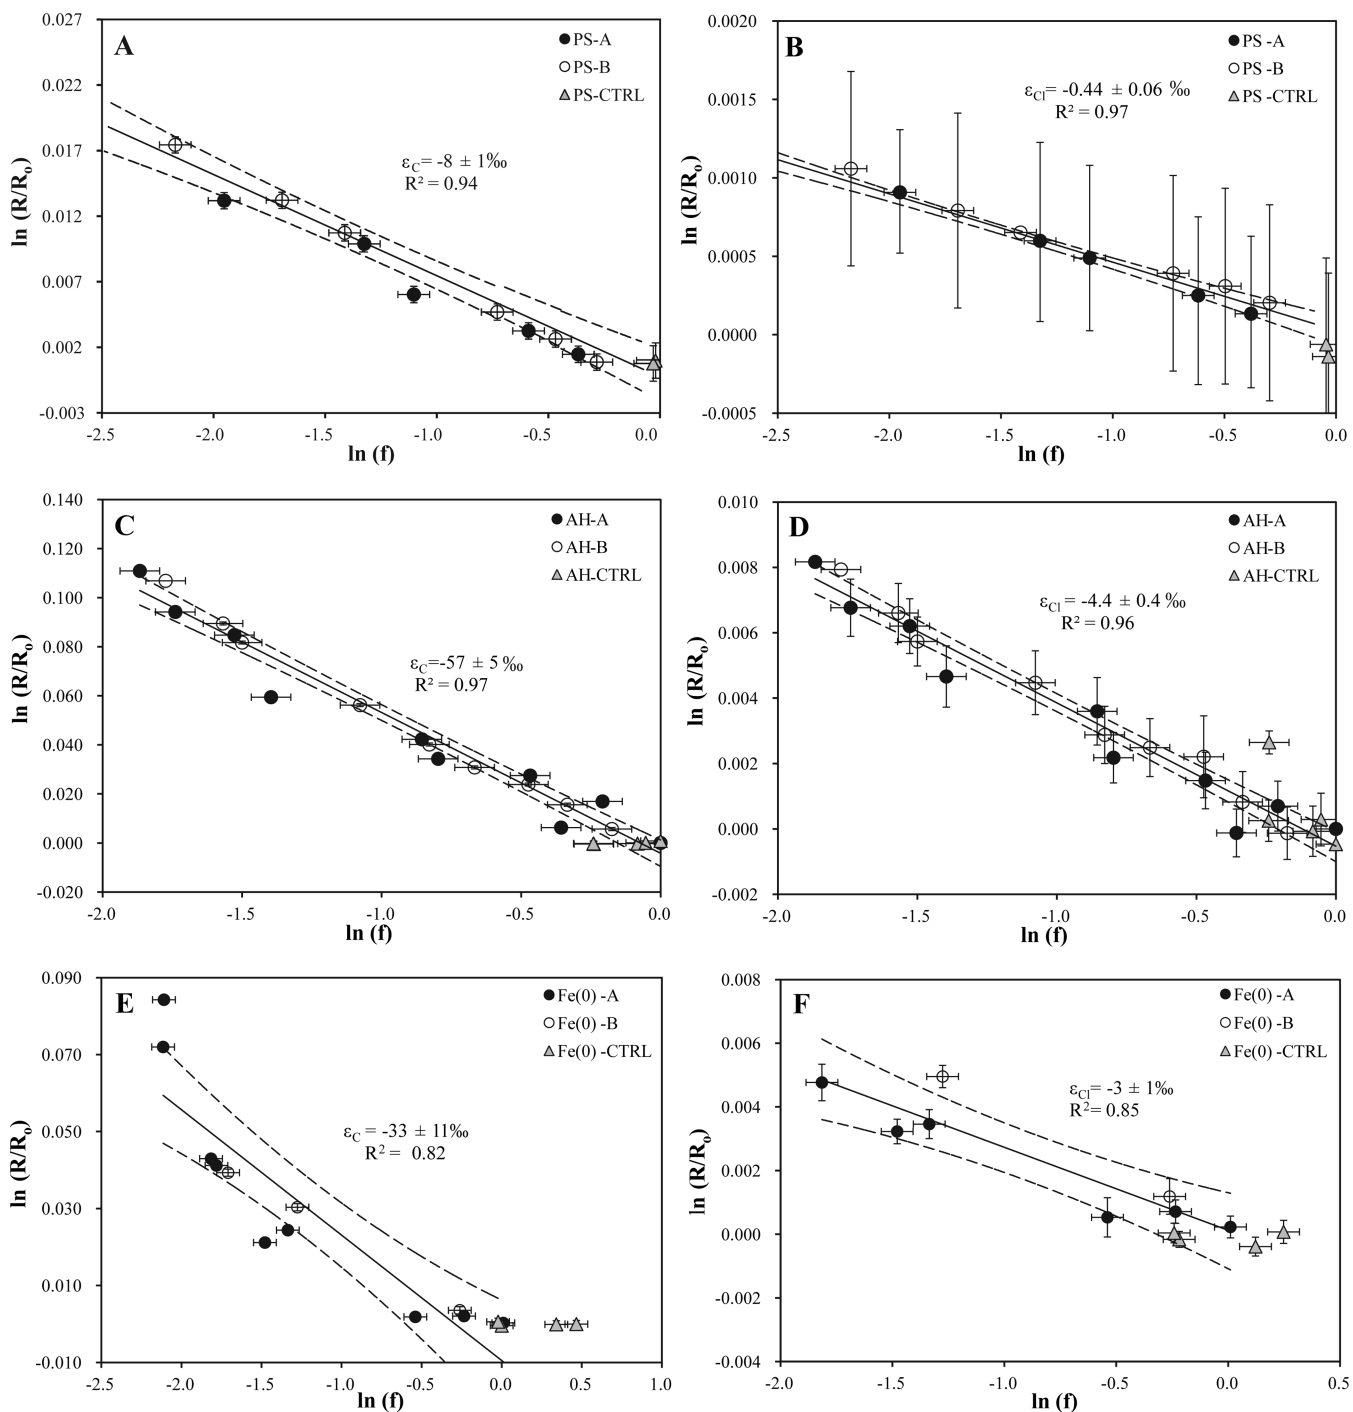 A
PS-A
PS-B
PS-CTRL
εC= -8 ± 1‰
R² = 0.94
0.027
0.022
0.017
0.012
0.007
0.002
-0.003
-2.5 -2.0 -1.5 -1.0 -0.5 0.0
ln (R/Ro)
ln (f)
B
PS -A
PS -B
PS -CTRL
εCl= -0.44 ± 0.06 ‰
R² = 0.97
0.0020
0.0015
0.0010
0.0005
0.0000
-0.0005
-2.5 -2.0 -1.5 -1.0 -0.5 0.0
ln (R/Ro)
ln (f)
C
AH-A
AH-B
AH-CTRL
εC=-57 ± 5 ‰
R² = 0.97
0.140
0.120
0.100
0.080
0.060
0.040
0.020
0.000
-0.020
-2.0 -1.5 -1.0 -0.5 0.0
ln (R/Ro)
ln (f)
D
AH-A
AH-B
AH-CTRL
εCl = -4.4 ± 0.4 ‰
R² = 0.96
0.010
0.008
0.006
0.004
0.002
0.000
-0.002
-2.0 -1.5 -1.0 -0.5 0.0
ln (R/Ro)
ln (f)
E
Fe(0) -A
Fe(0) -B
Fe(0) -CTRL
εC = -33 ± 11‰
R² = 0.82
0.090
0.070
0.050
0.030
0.010
-0.010
-2.5 -2.0 -1.5 -1.0 -0.5 0.0 0.5 1.0
ln (R/Ro)
ln (f)
F
Fe(0) -A
Fe(0) -B
Fe(0) -CTRL
εCl= -3 ± 1‰
R²= 0.85
0.008
0.006
0.004
0.002
0.000
-0.002
-0.004
-2.0 -1.5 -1.0 -0.5 0.0 0.5
ln (R/Ro)
ln (f)